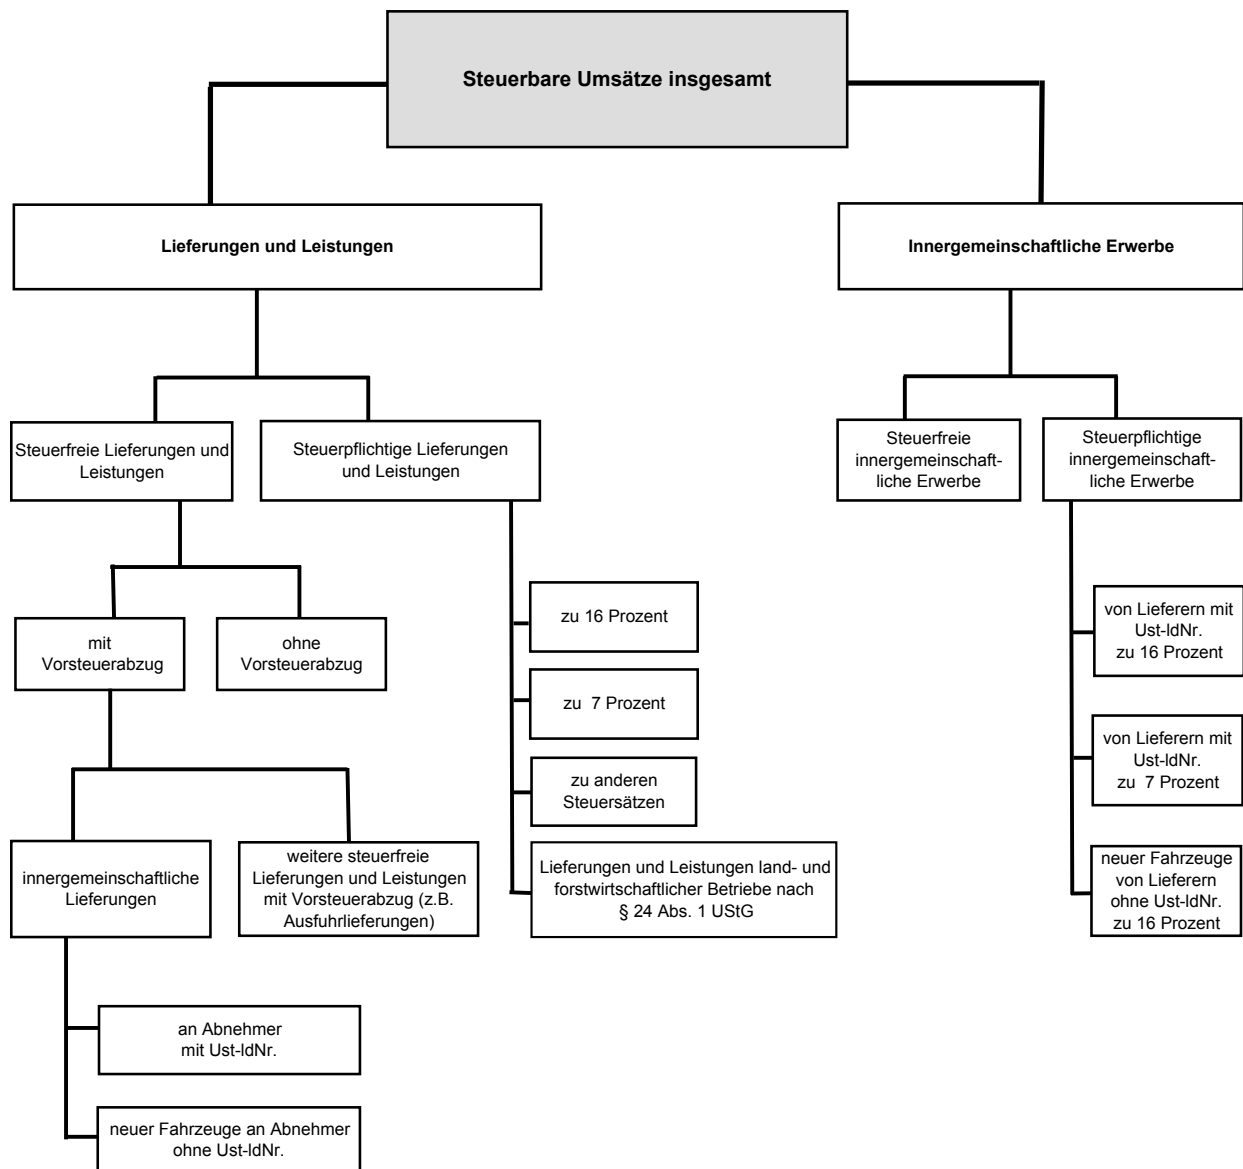 Steuerbare Umsätze insgesamt
Lieferungen und Leistungen
Innergemeinschaftliche Erwerbe
Steuerfreie Lieferungen und
Leistungen
Steuerpflichtige Lieferungen
und Leistungen
Steuerfreie
innergemeinschaft-
liche Erwerbe
Steuerpflichtige
innergemeinschaft-
liche Erwerbe
mit
Vorsteuerabzug
ohne
Vorsteuerabzug
zu 16 Prozent
zu 7 Prozent
zu anderen
Steuersätzen
Lieferungen und Leistungen land- und
forstwirtschaftlicher Betriebe nach
§ 24 Abs. 1 UStG
von Lieferern mit
Ust-IdNr.
zu 16 Prozent
von Lieferern mit
Ust-IdNr.
zu 7 Prozent
neuer Fahrzeuge
von Lieferern
ohne Ust-IdNr.
zu 16 Prozent
innergemeinschaftliche
Lieferungen
weitere steuerfreie
Lieferungen und Leistungen
mit Vorsteuerabzug (z.B.
Ausfuhrlieferungen)
an Abnehmer
mit Ust-IdNr.
neuer Fahrzeuge an Abnehmer
ohne Ust-IdNr.